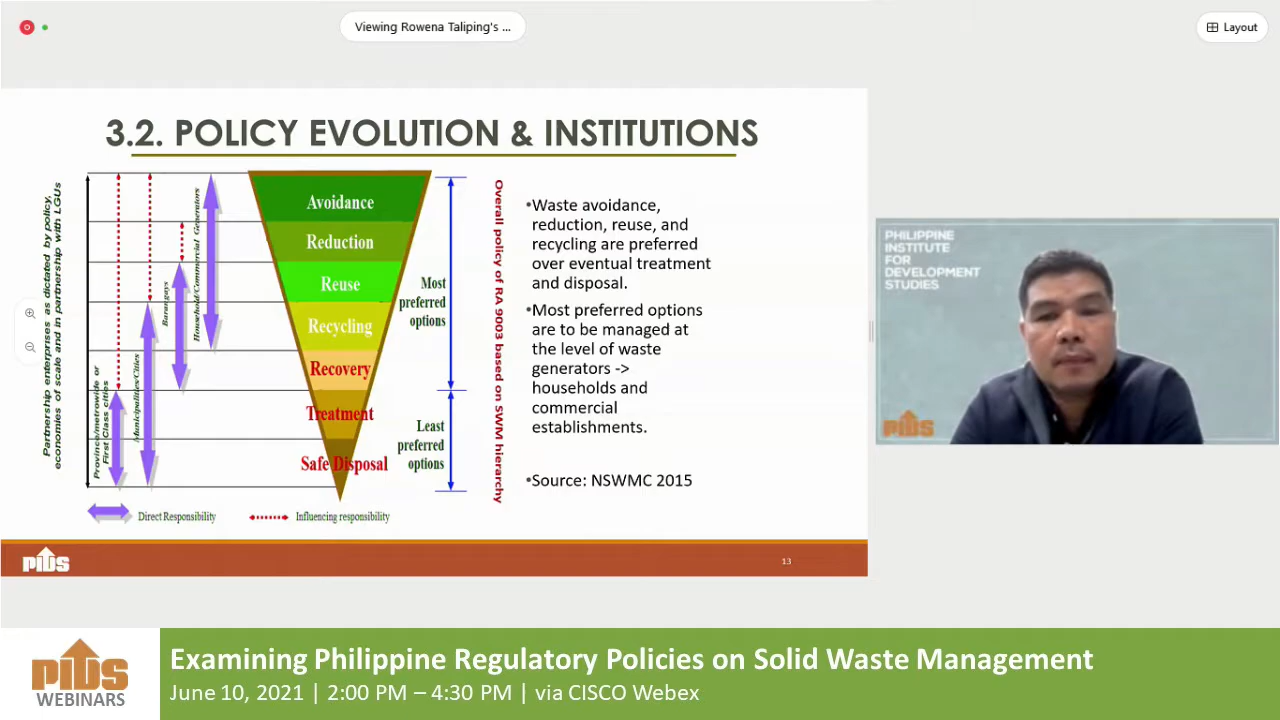 Viewing Rowena Taliping's ...
Layout
3.2. POLICY EVOLUTION & INSTITUTIONS
Partnership enterprises as dictated by policy,
economies of scale and in partnership with LGUs
Province/metrowide or
First Class cities
Municipalities/Cities
Barangays
Household/Commercial Generators
Avoidance
Reduction
Reuse
Recycling
Recovery
Treatment
Safe Disposal
Most
preferred
options
Least
preferred
options
Overall policy of RA 9003 based on SWM hierarchy
Direct Responsibility
Influencing responsibility
•Waste avoidance,
reduction, reuse, and
recycling are preferred
over eventual treatment
and disposal.
•Most preferred options
are to be managed at
the level of waste
generators ->
households and
commercial
establishments.
•Source: NSWMC 2015
PIDS
13
PHILIPPINE
INSTITUTE
FOR
DEVELOPMENT
STUDIES
PIDS
PIDS
WEBINARS
Examining Philippine Regulatory Policies on Solid Waste Management
June 10, 2021 | 2:00 PM – 4:30 PM | via CISCO Webex